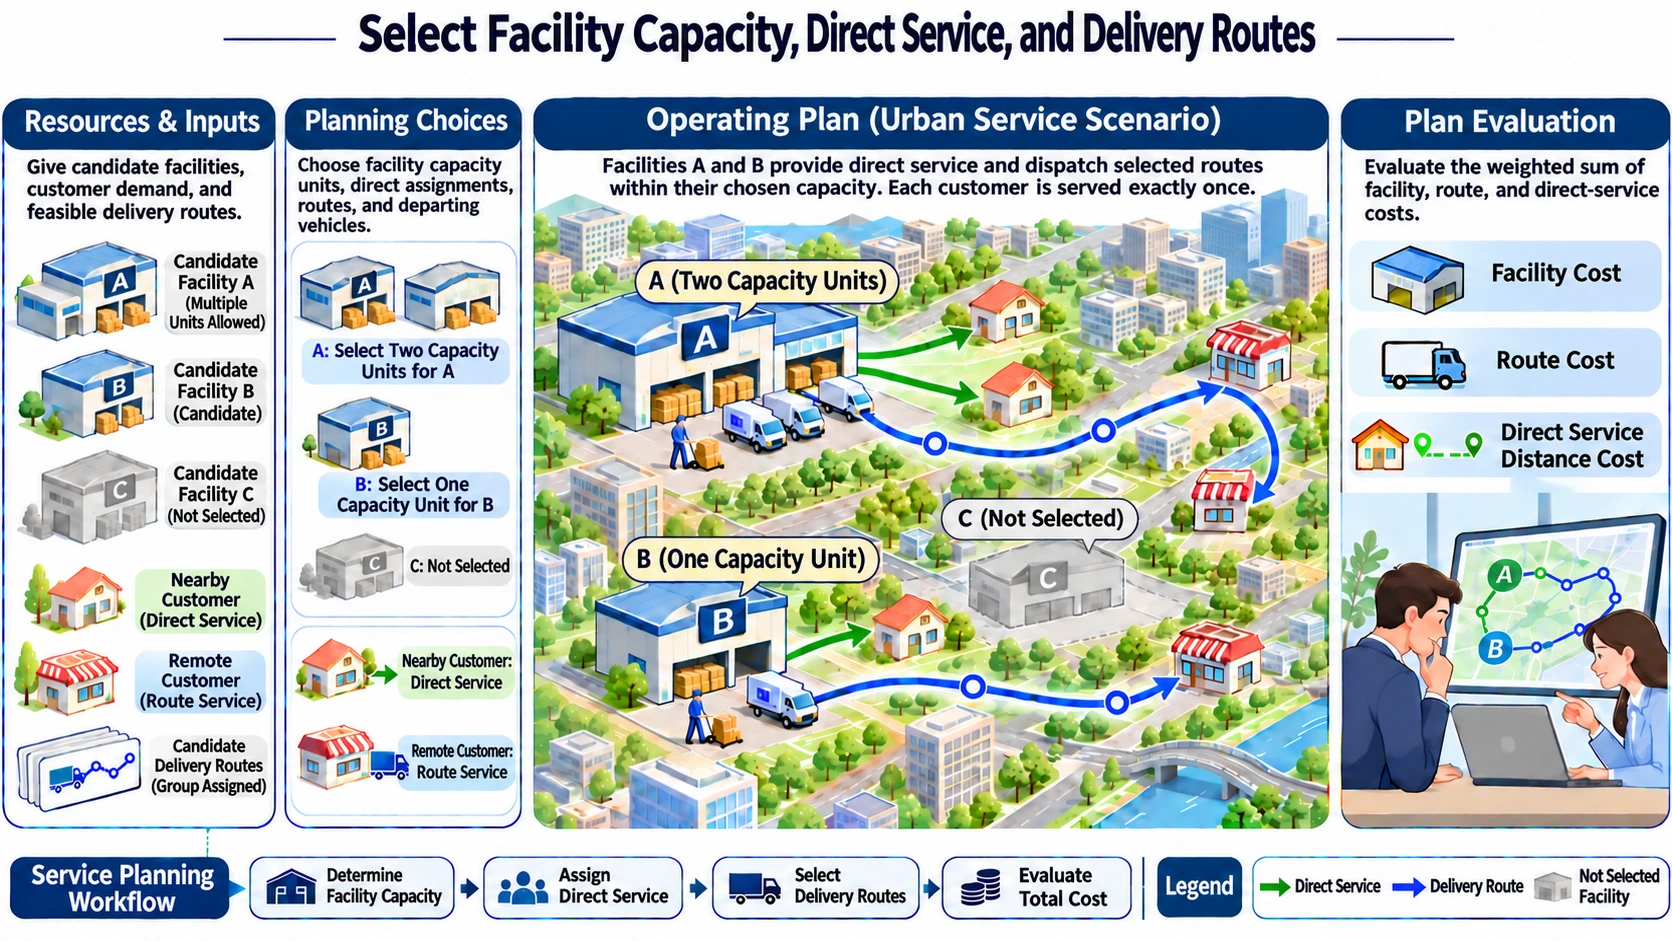 Select Facility Capacity, Direct Service, and Delivery Routes
Resources & Inputs
Give candidate facilities,
customer demand, and
feasible delivery routes.
A
Candidate
Facility A
(Multiple
Units Allowed)
B
Candidate
Facility B
(Candidate)
C
Candidate
Facility C
(Not Selected)
Nearby
Customer
(Direct Service)
Remote
Customer
(Route Service)
Candidate
Delivery Routes
(Group Assigned)
Planning Choices
Choose facility capacity
units, direct assignments,
routes, and departing
vehicles.
A
A: Select Two Capacity
Units for A
B
B: Select One
Capacity Unit for B
C
C: Not Selected
Nearby Customer:
Direct Service
Remote Customer:
Route Service
Operating Plan (Urban Service Scenario)
Facilities A and B provide direct service and dispatch selected routes
within their chosen capacity. Each customer is served exactly once.
A (Two Capacity Units)
A
C (Not Selected)
C
B (One Capacity Unit)
B
Plan Evaluation
Evaluate the weighted sum of
facility, route, and direct-service
costs.
Facility Cost
Route Cost
Direct Service
Distance Cost
A
B
Service Planning
Workflow
Determine
Facility Capacity
Assign
Direct Service
Select
Delivery Routes
Evaluate
Total Cost
Legend
Direct Service
Delivery Route
Not Selected
Facility